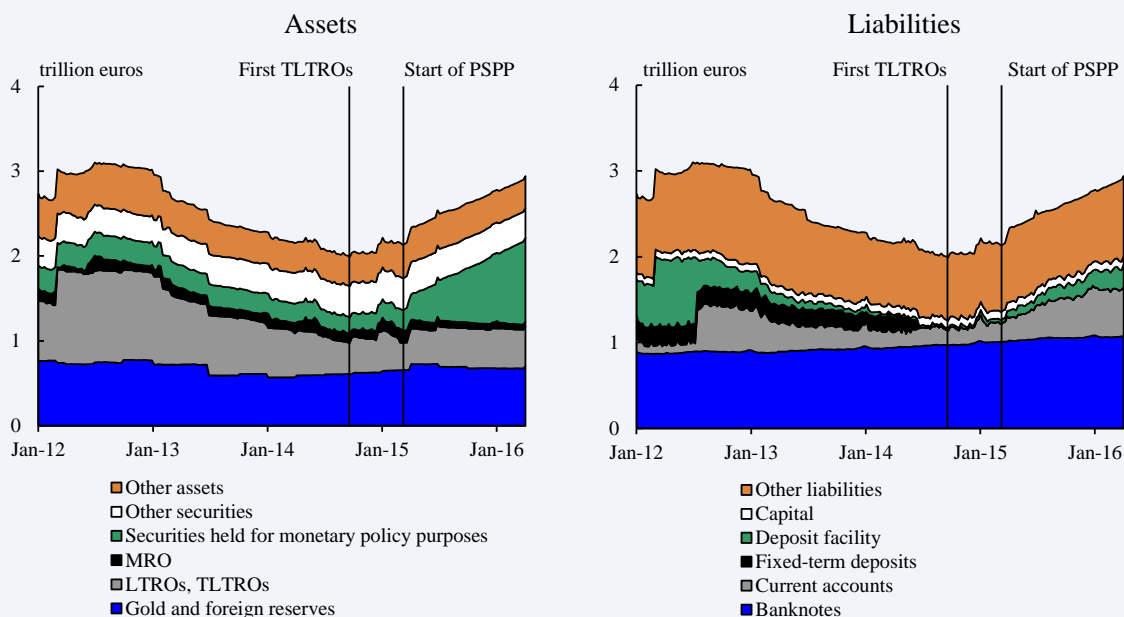 Assets
trillion euros
First TLTROs
Start of PSPP
4
3
2
1
0
Jan-12
Jan-13
Jan-14
Jan-15
Jan-16
Other assets
Other securities
Securities held for monetary policy purposes
MRO
LTROs, TLTROs
Gold and foreign reserves
Liabilities
trillion euros
First TLTROs
Start of PSPP
4
3
2
1
0
Jan-12
Jan-13
Jan-14
Jan-15
Jan-16
Other liabilities
Capital
Deposit facility
Fixed-term deposits
Current accounts
Banknotes